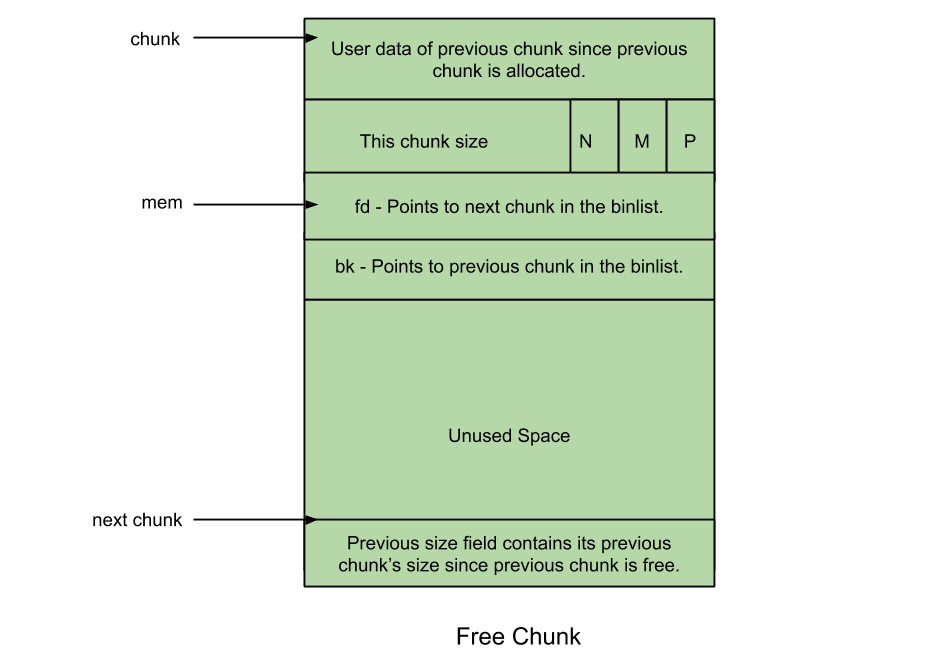 chunk
User data of previous chunk since previous
chunk is allocated.
This chunk size
N
M
P
mem
fd - Points to next chunk in the binlist.
bk - Points to previous chunk in the binlist.
Unused Space
next chunk
Previous size field contains its previous
chunk’s size since previous chunk is free.
Free Chunk